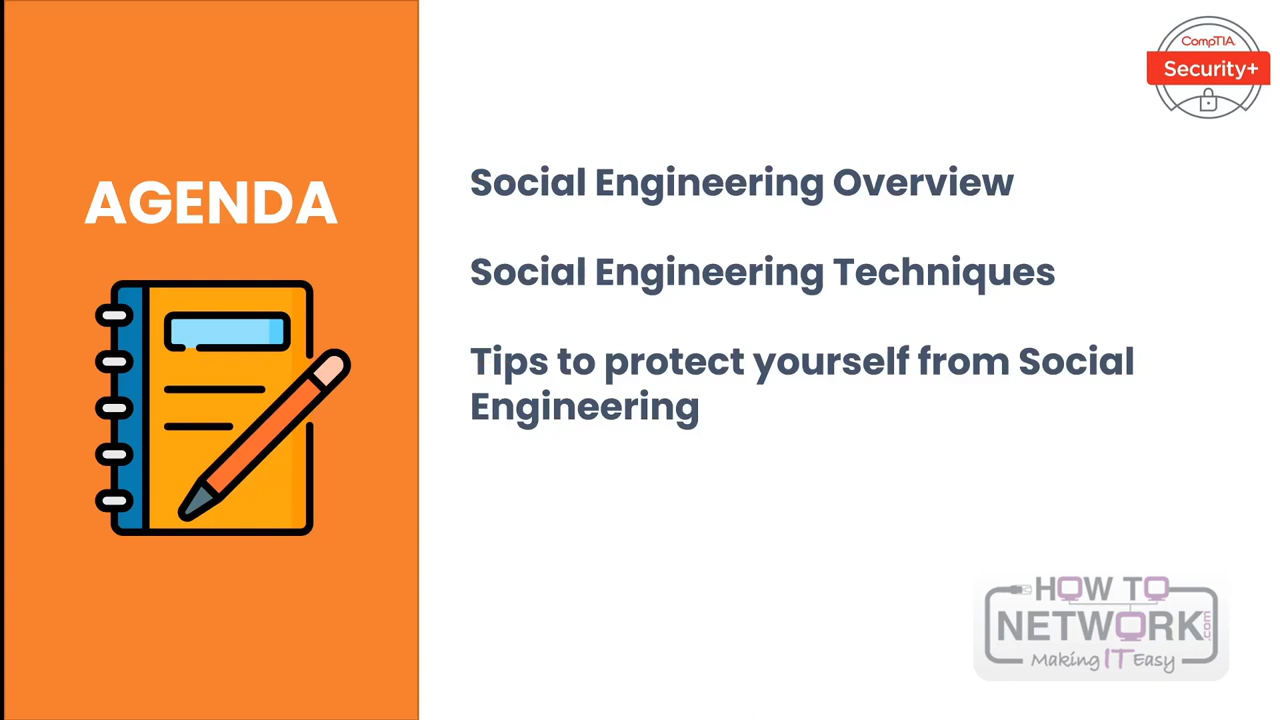 CompTIA.
Security+
AGENDA
Social Engineering Overview
Social Engineering Techniques
Tips to protect yourself from Social
Engineering
HOW TO
NETWORK.com
Making IT Easy